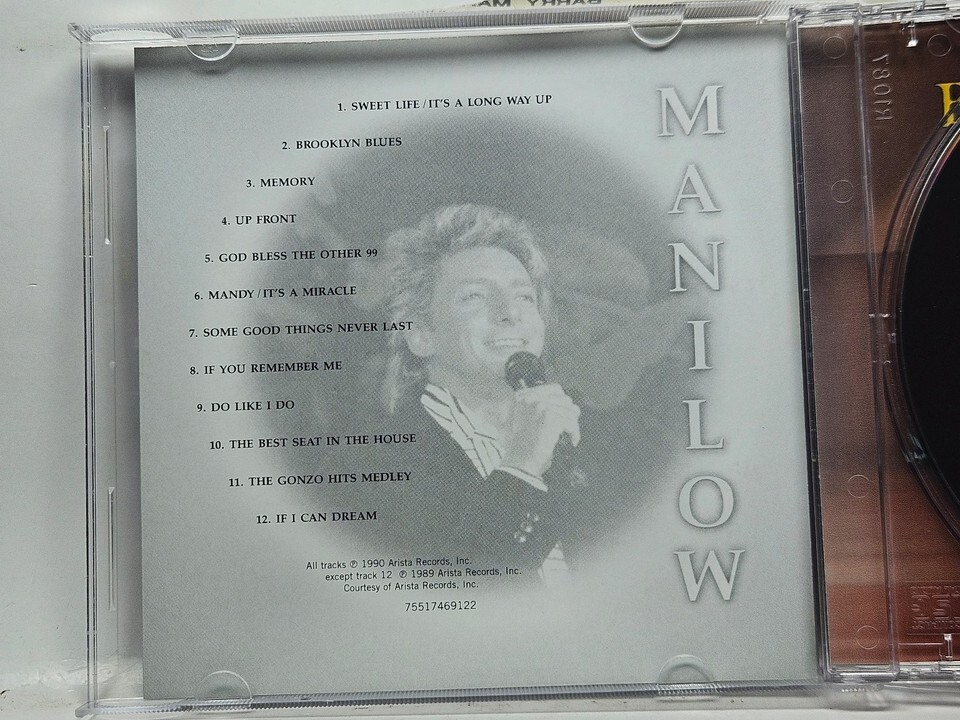 1. SWEET LIFE / IT'S A LONG WAY UP
2. BROOKLYN BLUES
3. MEMORY
4. UP FRONT
5. GOD BLESS THE OTHER 99
6. MANDY / IT'S A MIRACLE
7. SOME GOOD THINGS NEVER LAST
8. IF YOU REMEMBER ME
9. DO LIKE I DO
10. THE BEST SEAT IN THE HOUSE
11. THE GONZO HITS MEDLEY
12. IF I CAN DREAM
All tracks ℗ 1990 Arista Records, Inc.
except track 12 ℗ 1989 Arista Records, Inc.
Courtesy of Arista Records, Inc.
75517469122
MANILOW